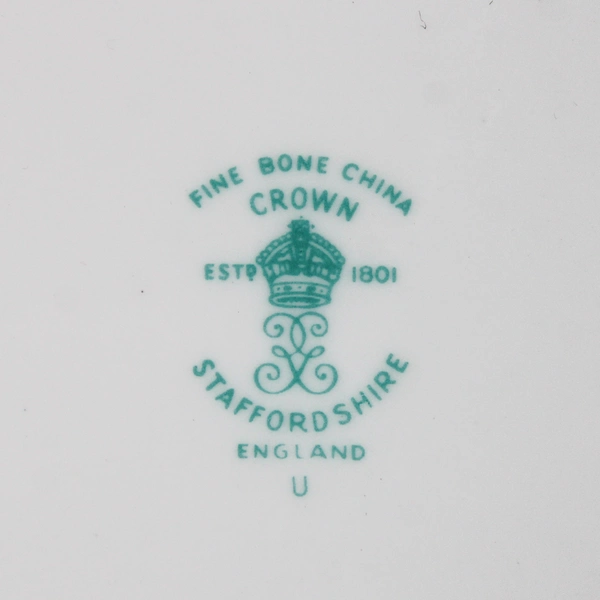 FINE BONE CHINA
CROWN
ESTD 1801
STAFFORDSHIRE
ENGLAND
U